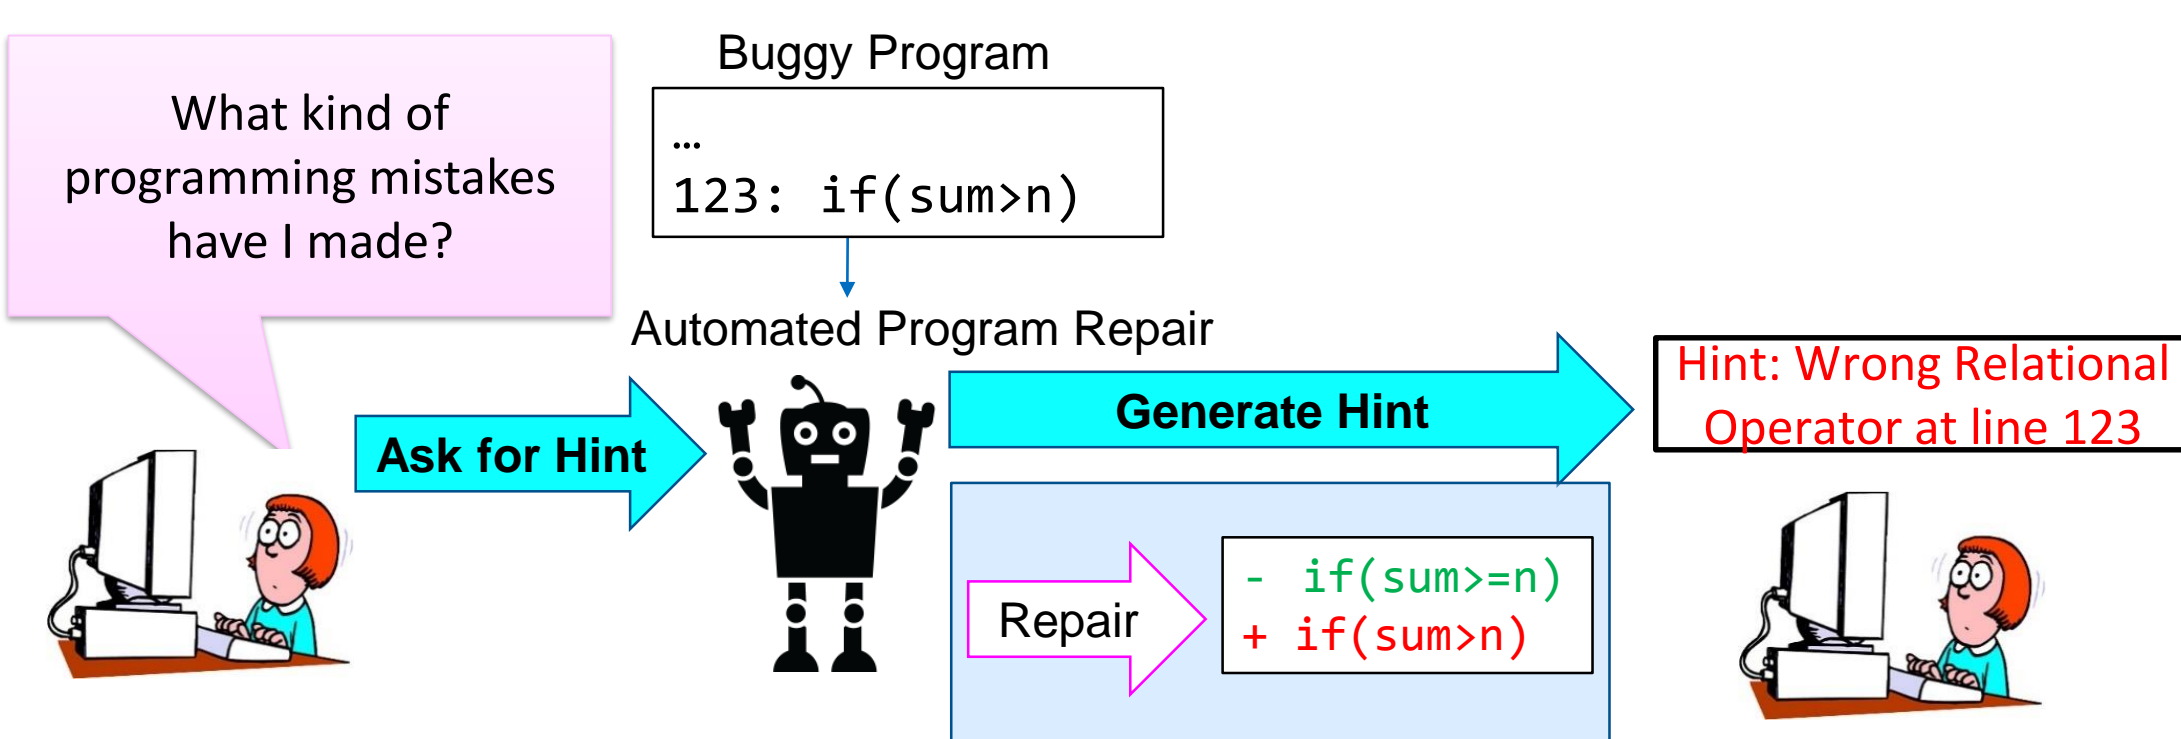 What kind of
programming mistakes
have I made?
Buggy Program
…
123: if(sum>n)
Automated Program Repair
Ask for Hint
Generate Hint
Hint: Wrong Relational
Operator at line 123
Repair
- if(sum>=n)
+ if(sum>n)